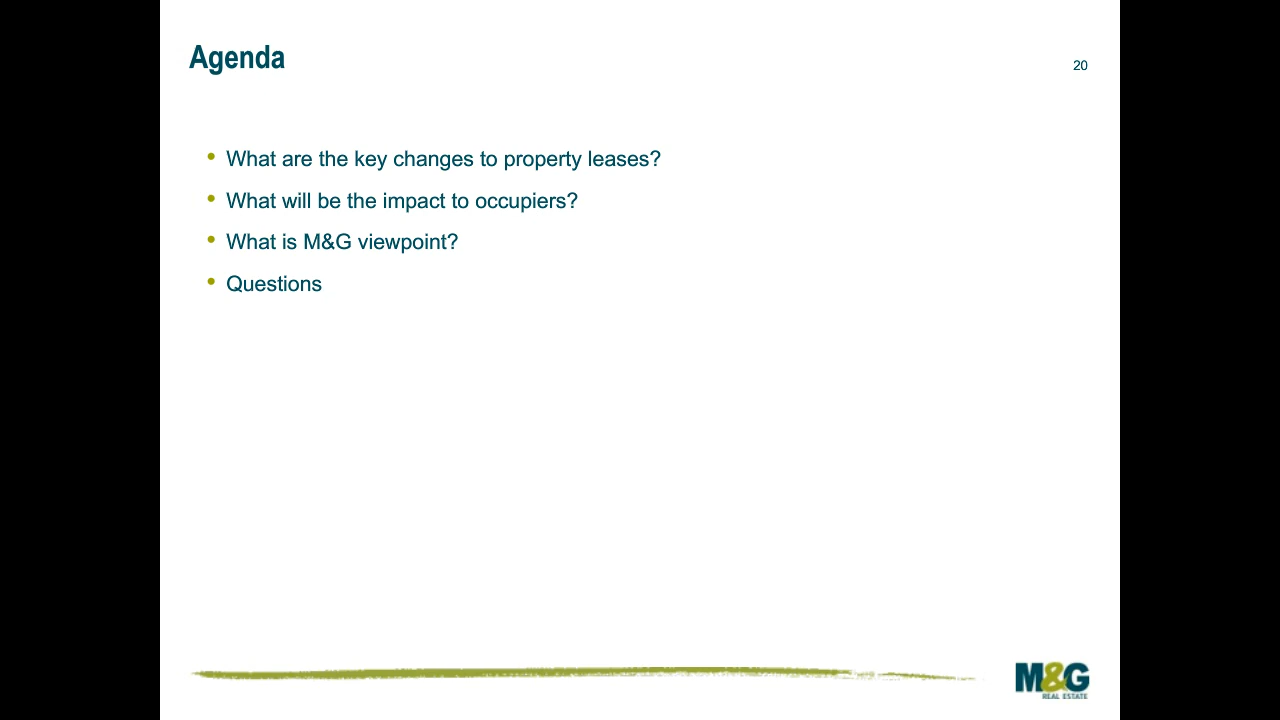 Agenda
20
• What are the key changes to property leases?
• What will be the impact to occupiers?
• What is M&G viewpoint?
• Questions
M&G
REAL ESTATE